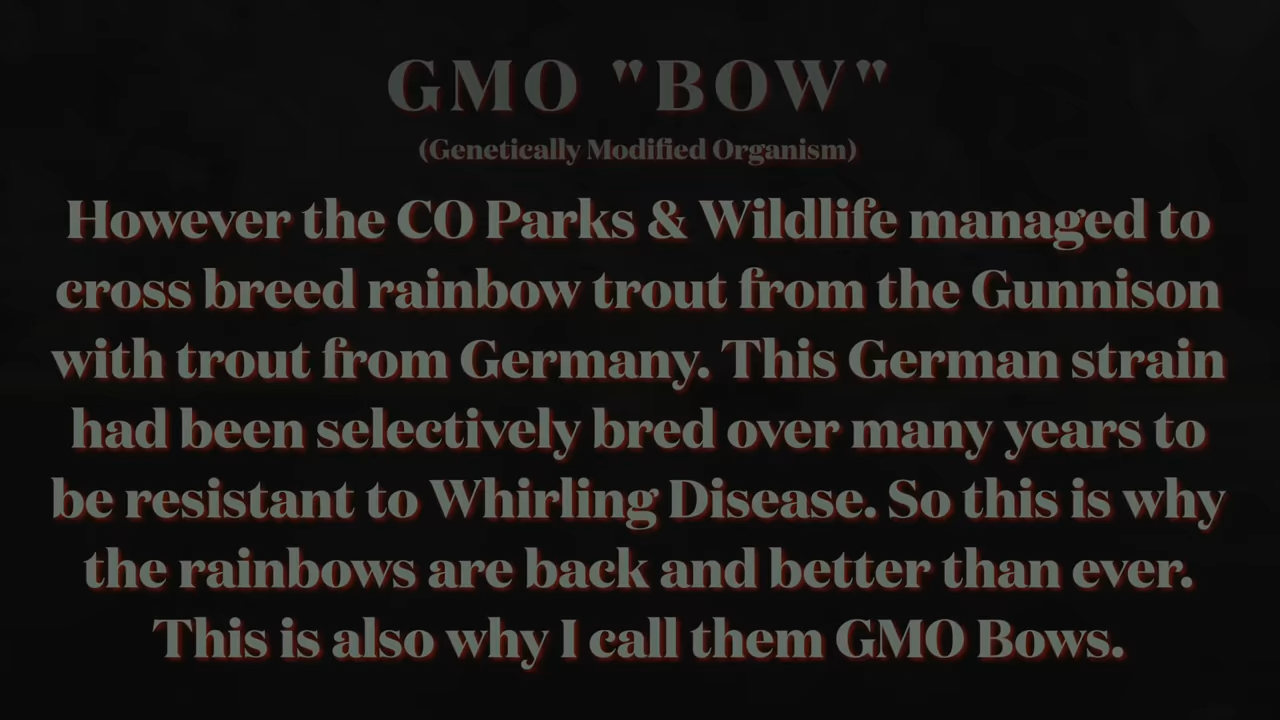 GMO "BOW"
(Genetically Modified Organism)
However the CO Parks & Wildlife managed to
cross breed rainbow trout from the Gunnison
with trout from Germany. This German strain
had been selectively bred over many years to
be resistant to Whirling Disease. So this is why
the rainbows are back and better than ever.
This is also why I call them GMO Bows.